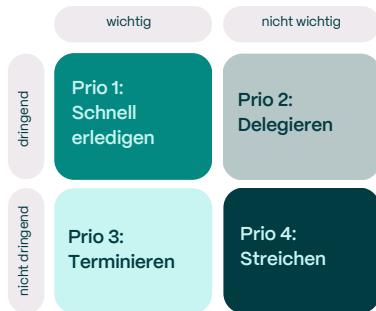 wichtig
nicht wichtig
dringend
Prio 1:
Schnell
erledigen
Prio 2:
Delegieren
nicht dringend
Prio 3:
Terminieren
Prio 4:
Streichen